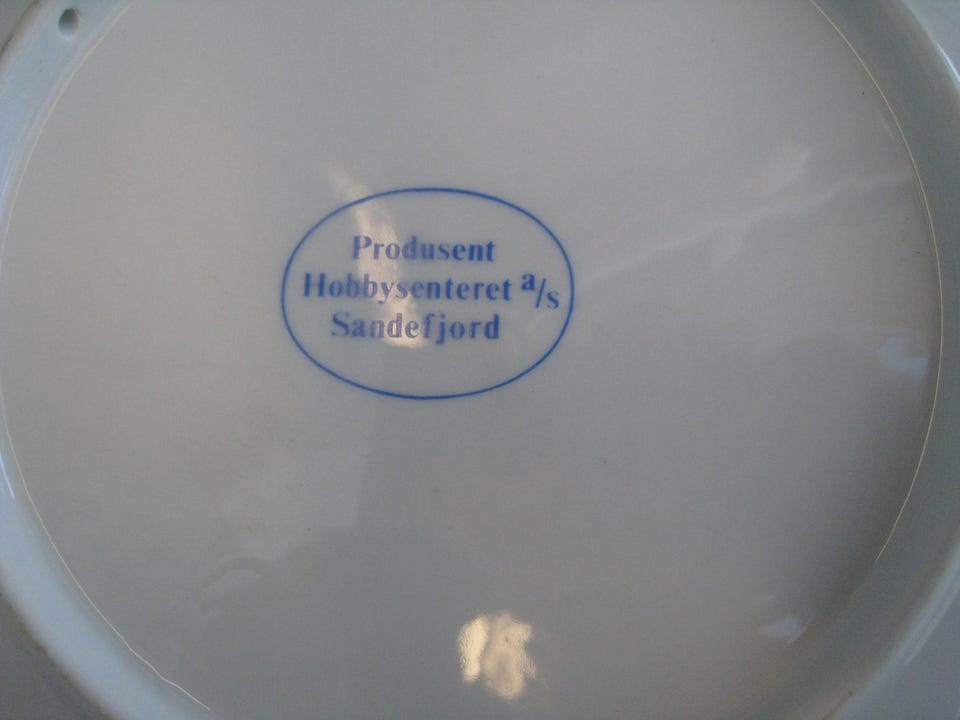 Produsent
Hobbysenteret a/s
Sandefjord